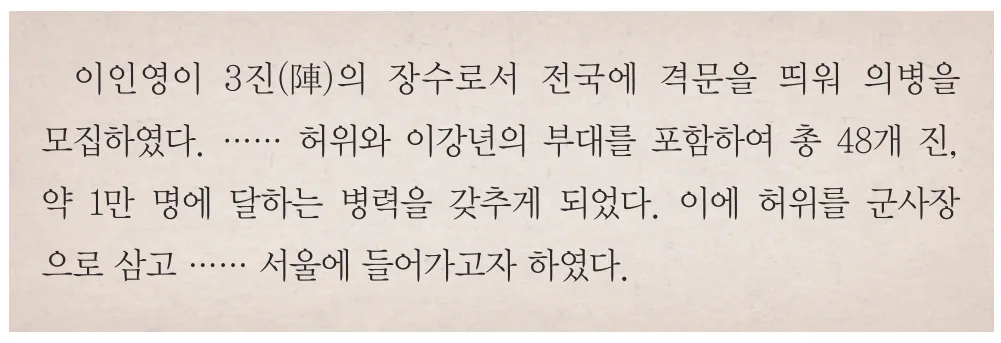 이인영이 3진(陣)의 장수로서 전국에 격문을 띄워 의병을
모집하였다. …… 허위와 이강년의 부대를 포함하여 총 48개 진,
약 1만 명에 달하는 병력을 갖추게 되었다. 이에 허위를 군사장
으로 삼고 …… 서울에 들어가고자 하였다.